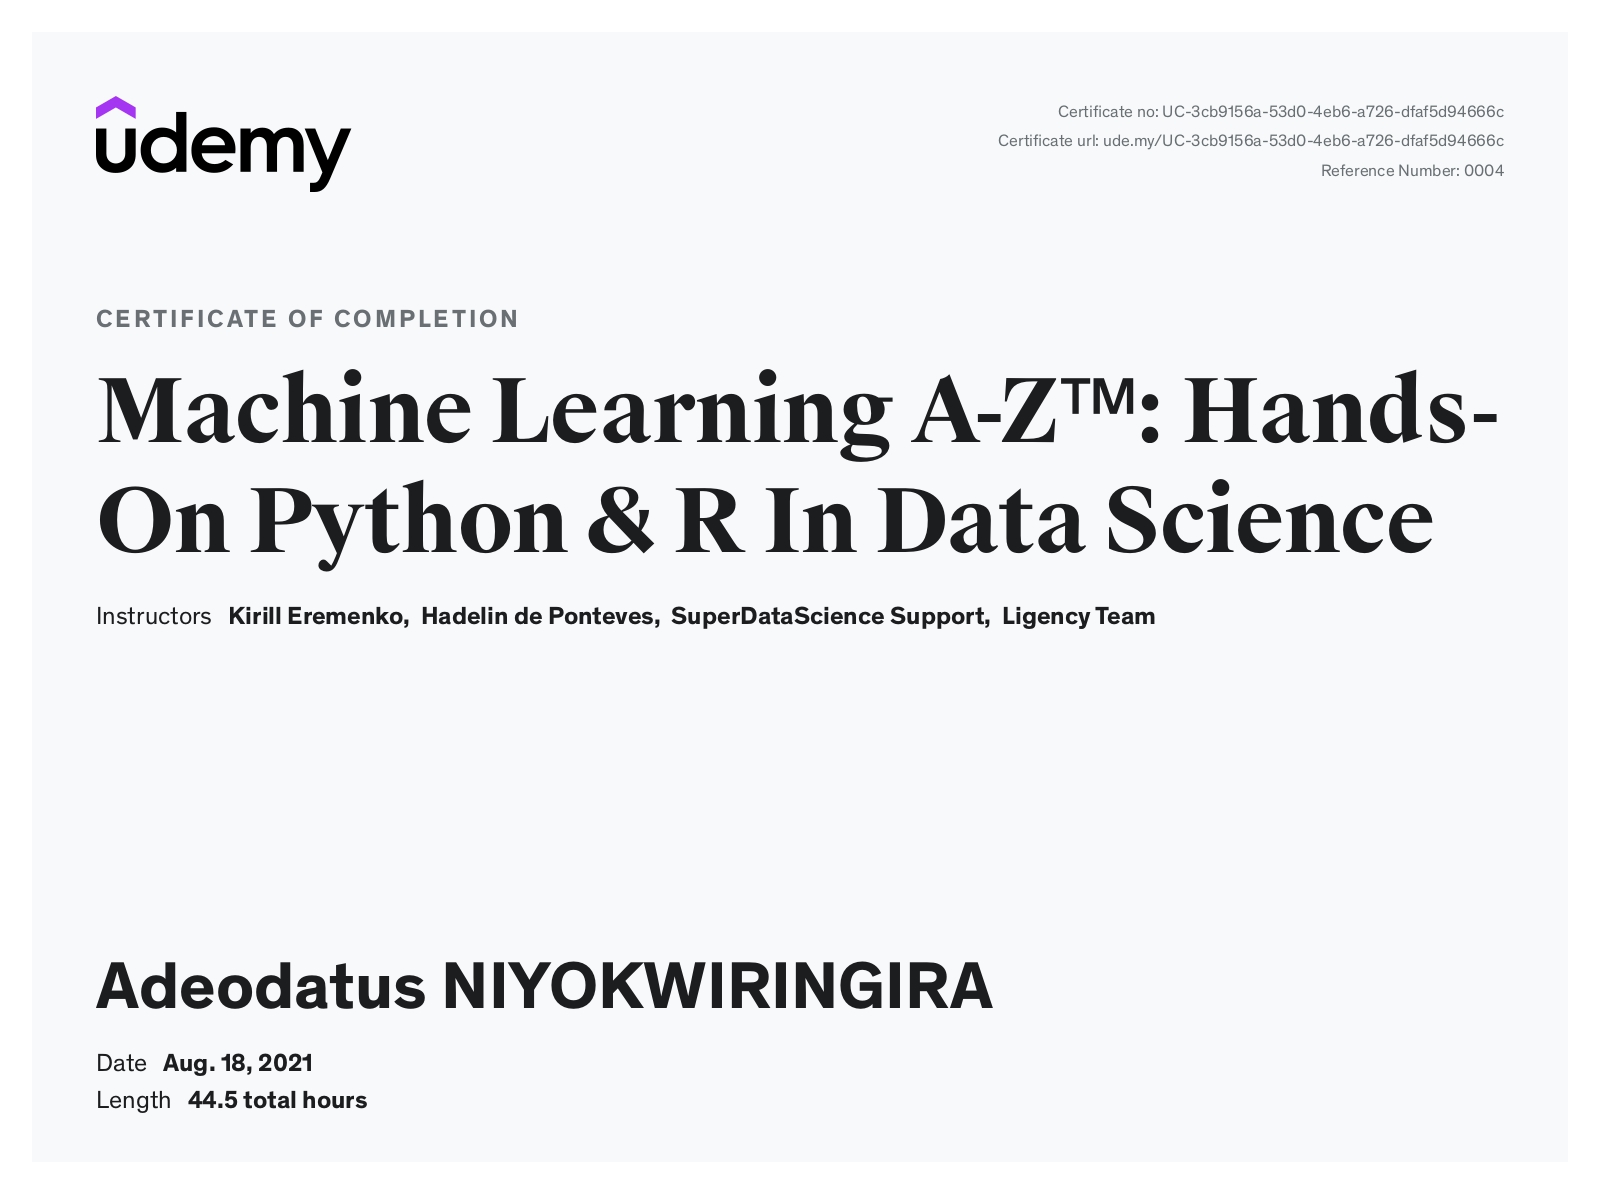 udemy
Certificate no: UC-3cb9156a-53d0-4eb6-a726-dfaf5d94666c
Certificate url: ude.my/UC-3cb9156a-53d0-4eb6-a726-dfaf5d94666c
Reference Number: 0004
CERTIFICATE OF COMPLETION
Machine Learning A-Z™: Hands-
On Python & R In Data Science
Instructors Kirill Eremenko, Hadelin de Ponteves, SuperDataScience Support, Ligency Team
Adeodatus NIYOKWIRINGIRA
Date Aug. 18, 2021
Length 44.5 total hours